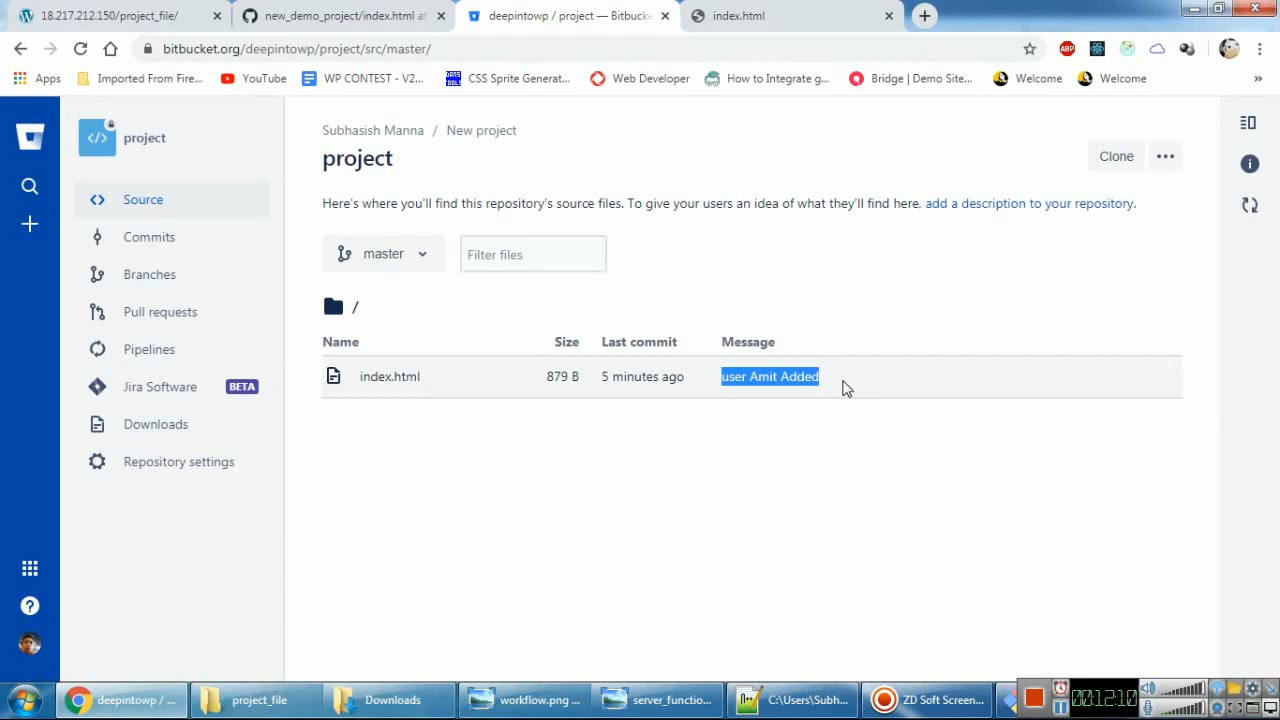 18.217.212.150/project_file/
new_demo_project/index.html at
deepintowp / project — Bitbucket
index.html
bitbucket.org/deepintowp/project/src/master/
ABP
Apps
Imported From Fire...
YouTube
WP CONTEST - V2...
CSS Sprite Generat...
Web Developer
How to Integrate g...
Bridge | Demo Site...
Welcome
Welcome
»
project
Source
Commits
Branches
Pull requests
Pipelines
Jira Software BETA
Downloads
Repository settings
Subhasish Manna / New project
project
Clone
Here's where you'll find this repository's source files. To give your users an idea of what they'll find here, add a description to your repository.
master
Filter files
/
Name Size Last commit Message
index.html 879 B 5 minutes ago user Amit Added
deepintowp / ...
project_file
Downloads
workflow.png ...
server_functio...
C:\Users\Subh...
ZD Soft Screen...
00:12:10